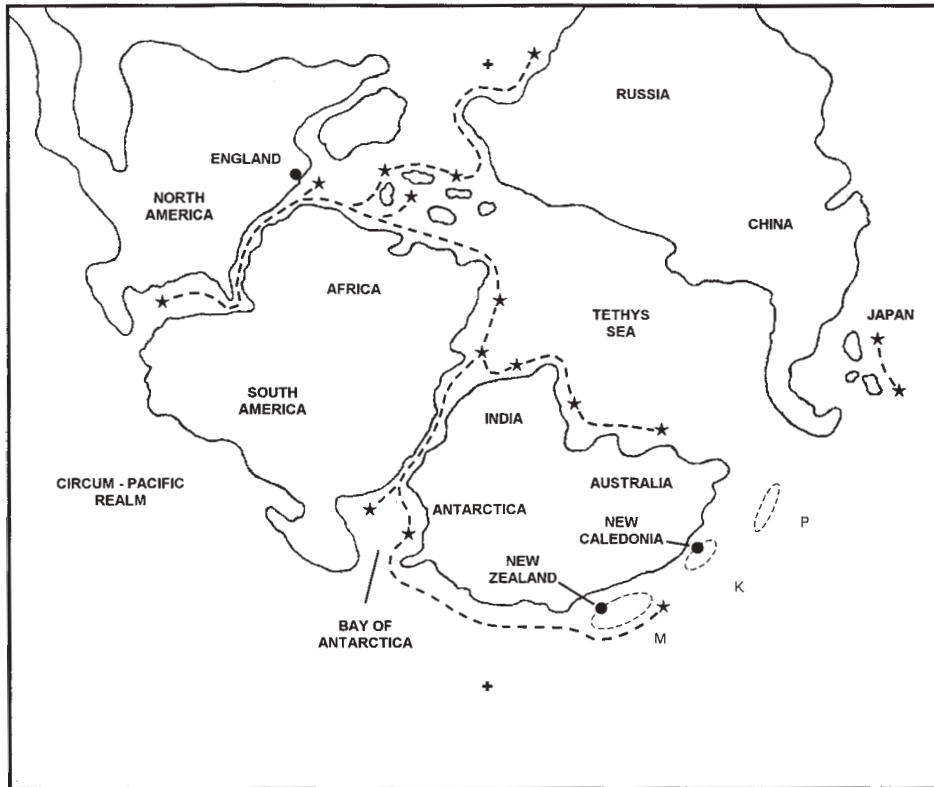 RUSSIA
ENGLAND
NORTH
AMERICA
CHINA
AFRICA
TETHYS
SEA
JAPAN
SOUTH
AMERICA
INDIA
CIRCUM - PACIFIC
REALM
ANTARCTICA
AUSTRALIA
NEW
CALEDONIA
P
NEW
ZEALAND
K
BAY OF
ANTARCTICA
M